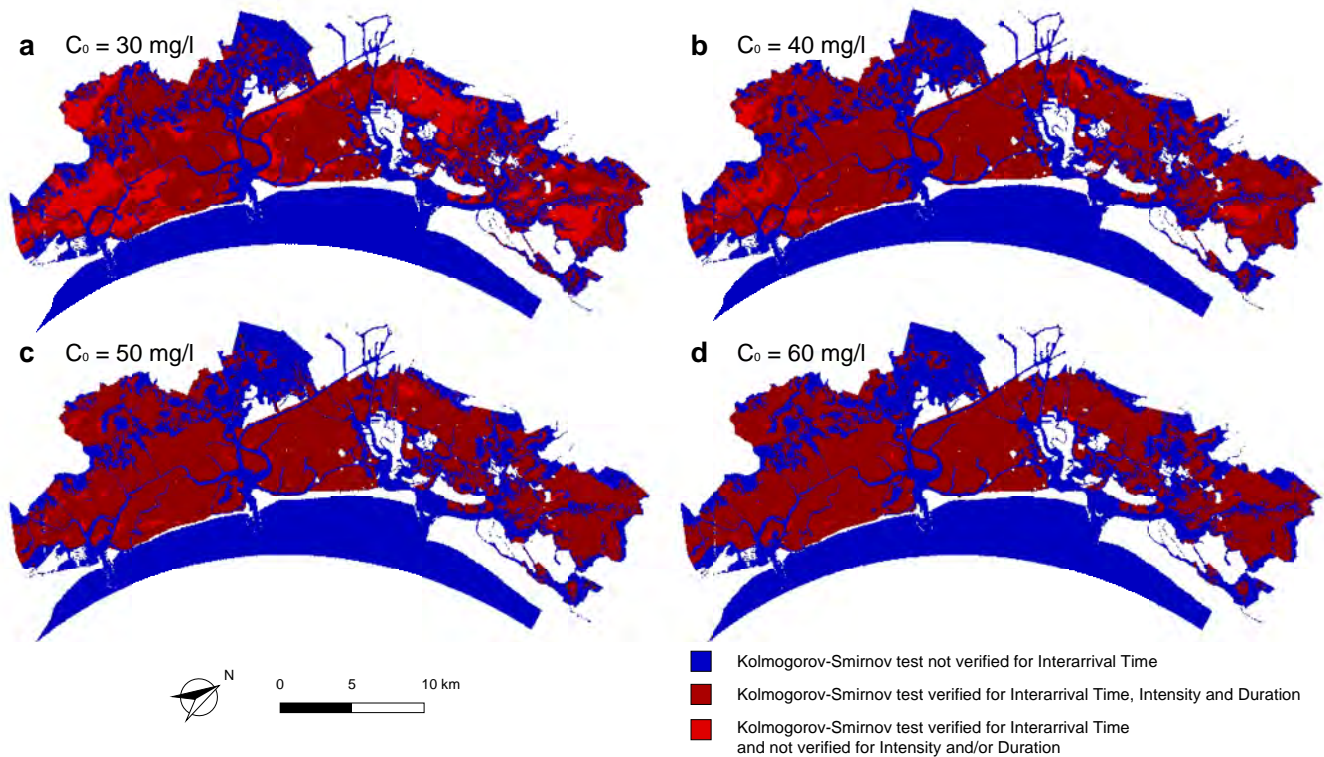 a C₀ = 30 mg/l
b C₀ = 40 mg/l
c C₀ = 50 mg/l
d C₀ = 60 mg/l
N
0 5 10 km
Kolmogorov-Smirnov test not verified for Interarrival Time
Kolmogorov-Smirnov test verified for Interarrival Time, Intensity and Duration
Kolmogorov-Smirnov test verified for Interarrival Time
and not verified for Intensity and/or Duration